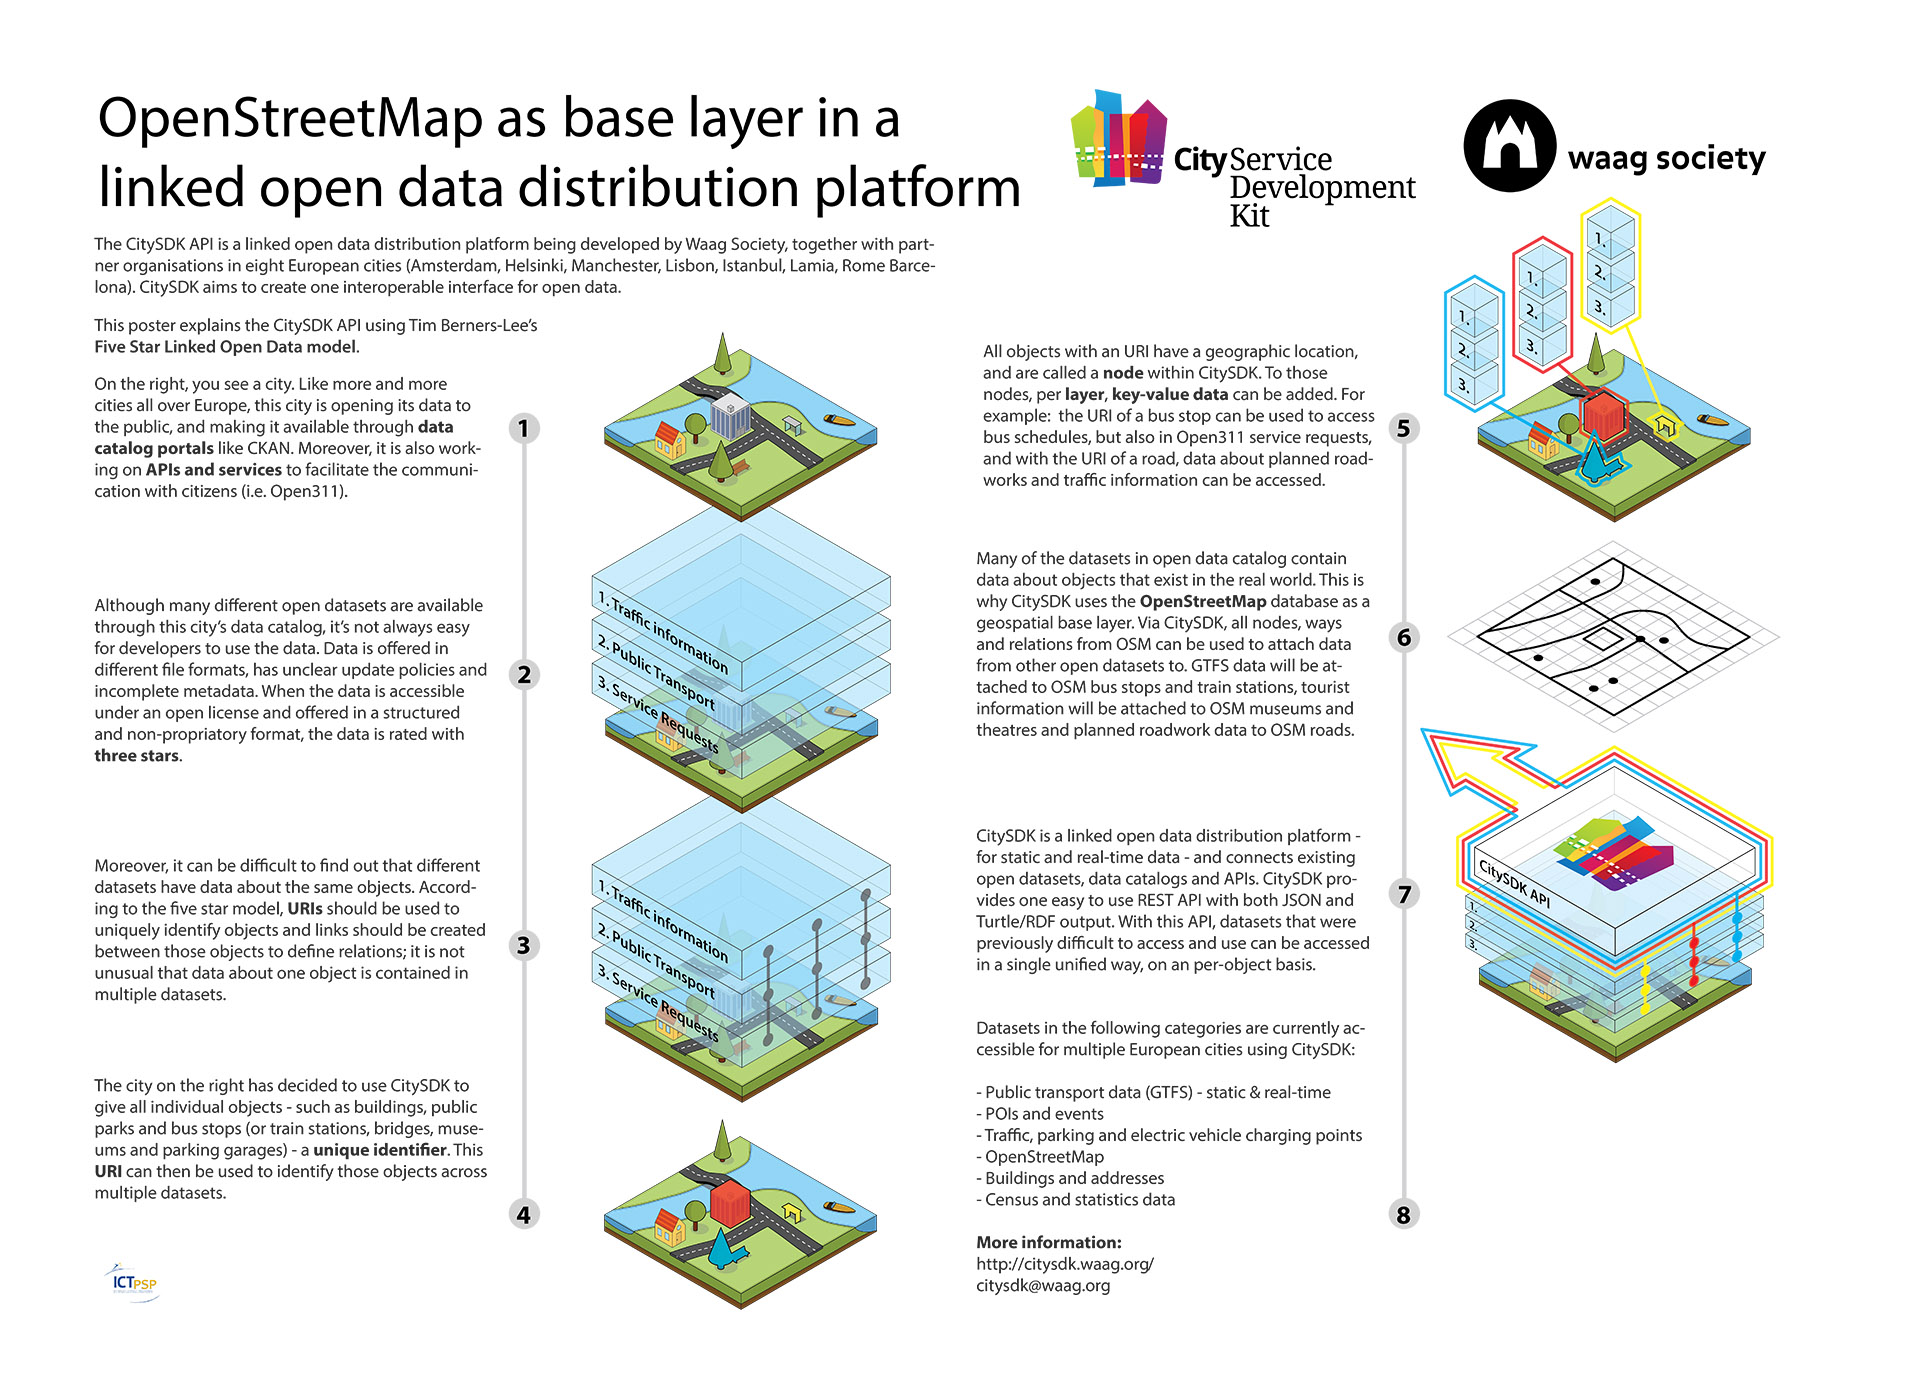 OpenStreetMap as base layer in a
linked open data distribution platform
City Service
Development
Kit
waag society
The CitySDK API is a linked open data distribution platform being developed by Waag Society, together with part-
ner organisations in eight European cities (Amsterdam, Helsinki, Manchester, Lisbon, Istanbul, Lamia, Rome Barce-
lona). CitySDK aims to create one interoperable interface for open data.
This poster explains the CitySDK API using Tim Berners-Lee's
Five Star Linked Open Data model.
On the right, you see a city. Like more and more
cities all over Europe, this city is opening its data to
the public, and making it available through data
catalog portals like CKAN. Moreover, it is also work-
ing on APIs and services to facilitate the communi-
cation with citizens (i.e. Open311).
1
Although many different open datasets are available
through this city's data catalog, it's not always easy
for developers to use the data. Data is offered in
different file formats, has unclear update policies and
incomplete metadata. When the data is accessible
under an open license and offered in a structured
and non-propriatory format, the data is rated with
three stars.
2
1. Traffic information
2. Public Transport
3. Service Requests
Moreover, it can be difficult to find out that different
datasets have data about the same objects. Accord-
ing to the five star model, URIs should be used to
uniquely identify objects and links should be created
between those objects to define relations; it is not
unusual that data about one object is contained in
multiple datasets.
3
1. Traffic information
2. Public Transport
3. Service Requests
The city on the right has decided to use CitySDK to
give all individual objects - such as buildings, public
parks and bus stops (or train stations, bridges, muse-
ums and parking garages) - a unique identifier. This
URI can then be used to identify those objects across
multiple datasets.
4
ICT PSP
All objects with an URI have a geographic location,
and are called a node within CitySDK. To those
nodes, per layer, key-value data can be added. For
example: the URI of a bus stop can be used to access
bus schedules, but also in Open311 service requests,
and with the URI of a road, data about planned road-
works and traffic information can be accessed.
5
1.
2.
3.
1.
2.
3.
1.
2.
3.
Many of the datasets in open data catalog contain
data about objects that exist in the real world. This is
why CitySDK uses the OpenStreetMap database as a
geospatial base layer. Via CitySDK, all nodes, ways
and relations from OSM can be used to attach data
from other open datasets to. GTFS data will be at-
tached to OSM bus stops and train stations, tourist
information will be attached to OSM museums and
theatres and planned roadwork data to OSM roads.
6
CitySDK is a linked open data distribution platform -
for static and real-time data - and connects existing
open datasets, data catalogs and APIs. CitySDK pro-
vides one easy to use REST API with both JSON and
Turtle/RDF output. With this API, datasets that were
previously difficult to access and use can be accessed
in a single unified way, on an per-object basis.
7
CitySDK API
1.
2.
3.
Datasets in the following categories are currently ac-
cessible for multiple European cities using CitySDK:
- Public transport data (GTFS) - static & real-time
- POIs and events
- Traffic, parking and electric vehicle charging points
- OpenStreetMap
- Buildings and addresses
- Census and statistics data
8
More information:
http://citysdk.waag.org/
citysdk@waag.org